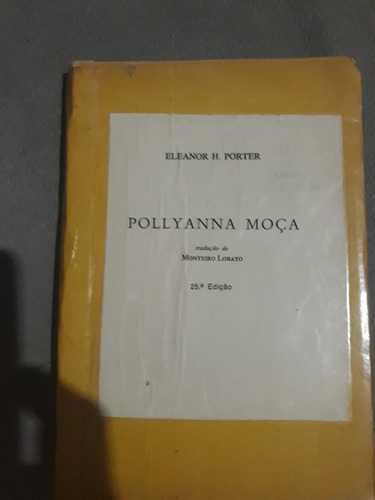 ELEANOR H. PORTER
POLLYANNA MOÇA
tradução de
MONTEIRO LOBATO
25.ª Edição